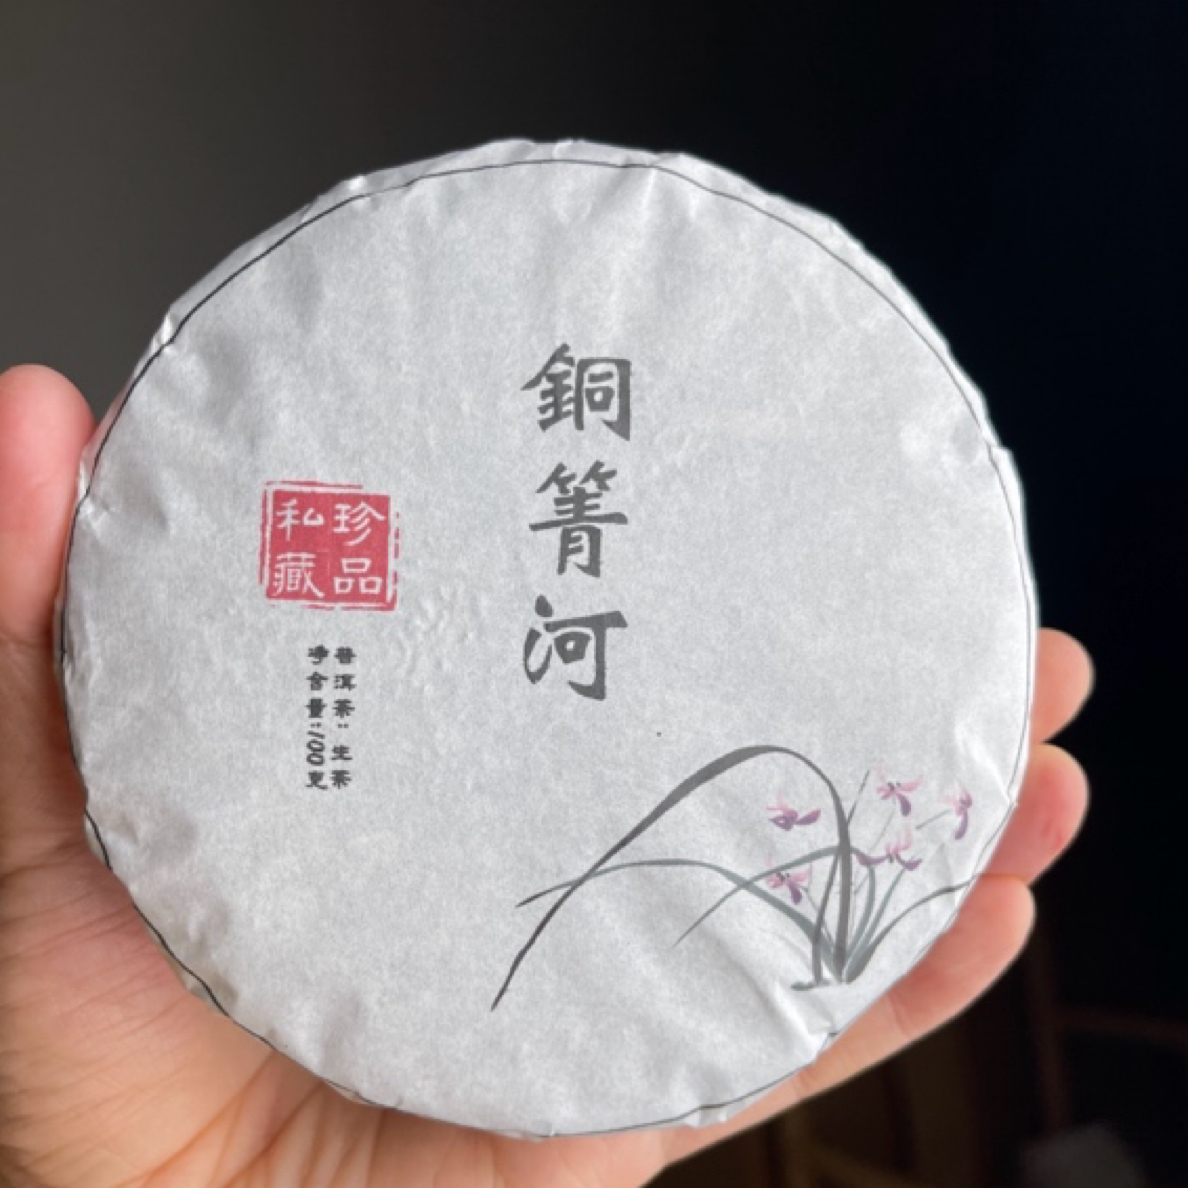 銅箐河
珍品
私藏
普洱茶：生茶
净含量：100克